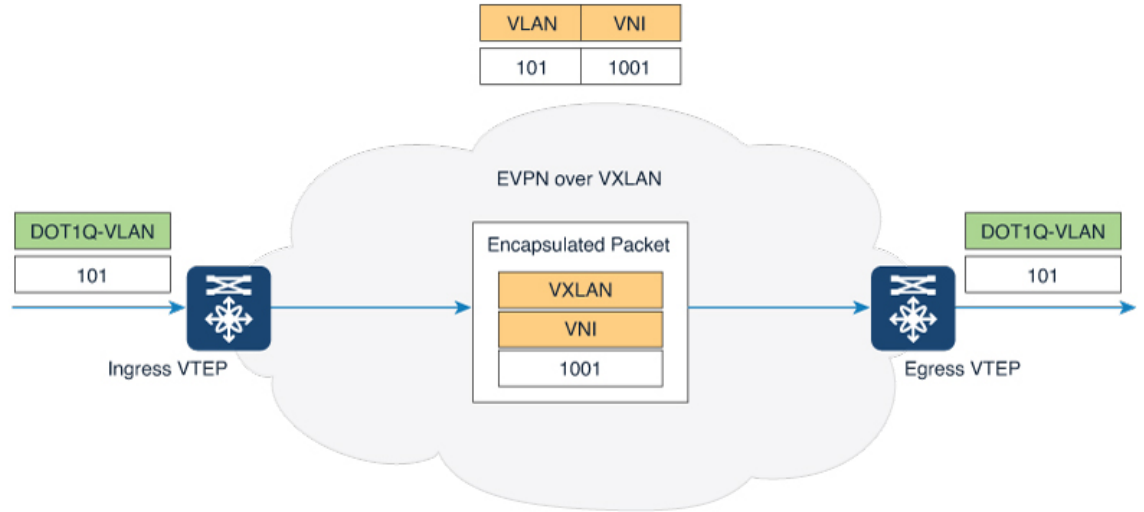 VLAN VNI
101 1001
EVPN over VXLAN
DOT1Q-VLAN
101
Ingress VTEP
Encapsulated Packet
VXLAN
VNI
1001
DOT1Q-VLAN
101
Egress VTEP